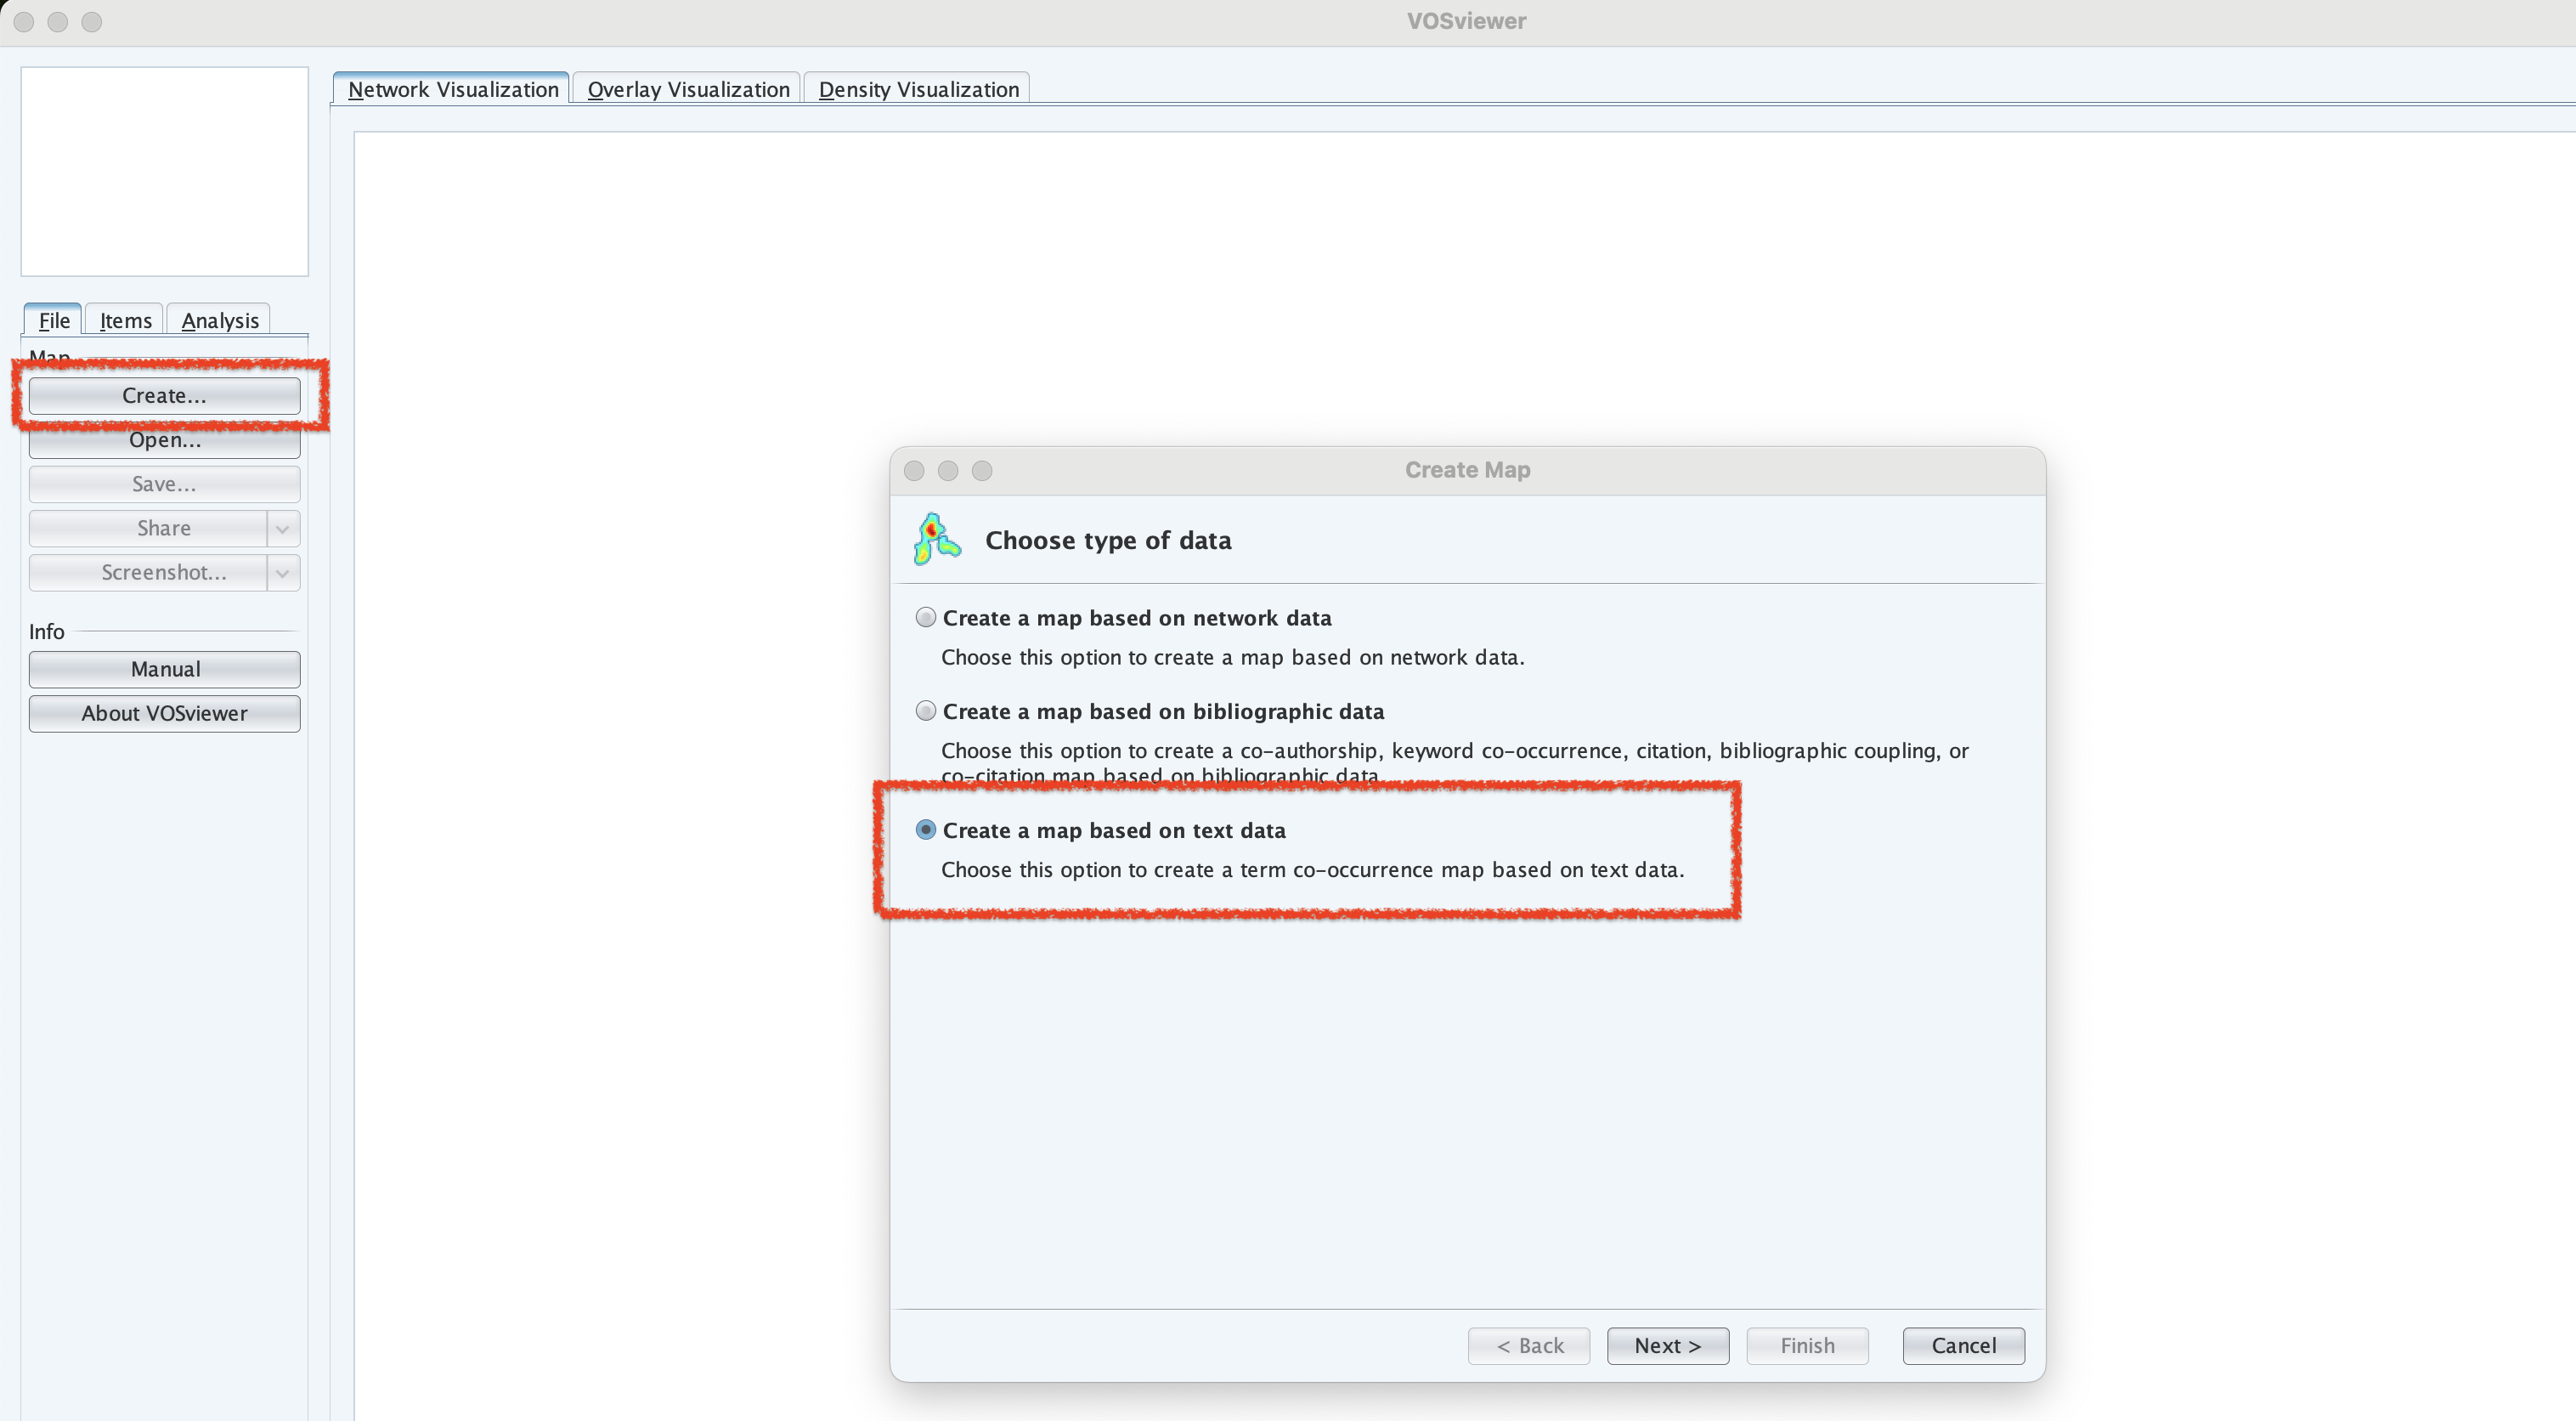 VOSviewer
Network Visualization
Overlay Visualization
Density Visualization
File
Items
Analysis
Map
Create...
Open...
Save...
Share
Screenshot...
Info
Manual
About VOSviewer
Create Map
Choose type of data
Create a map based on network data
Choose this option to create a map based on network data.
Create a map based on bibliographic data
Choose this option to create a co-authorship, keyword co-occurrence, citation, bibliographic coupling, or
co-citation map based on bibliographic data.
Create a map based on text data
Choose this option to create a term co-occurrence map based on text data.
< Back
Next >
Finish
Cancel